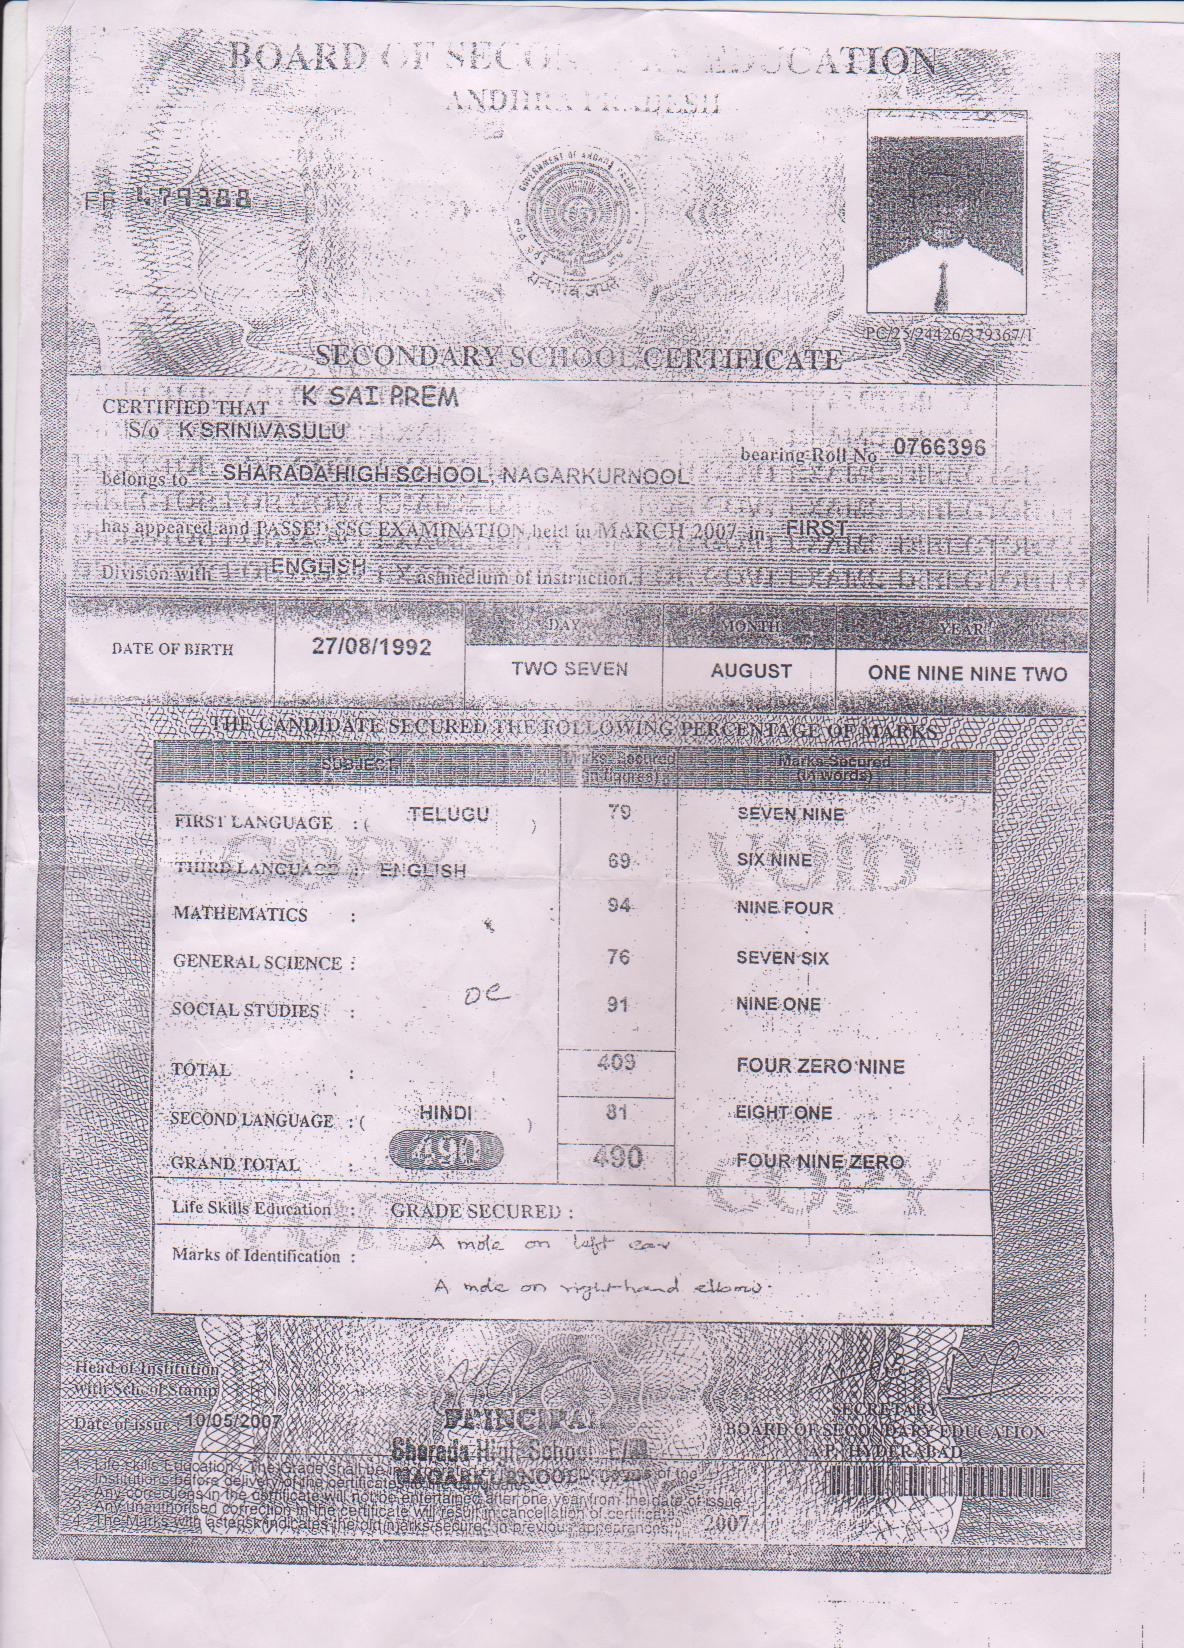 BOARD OF SECONDARY EDUCATION
ANDHRA PRADESH
GOVERNMENT OF ANDHRA PRADESH
479388
PC/23/24426/379367/1
SECONDARY SCHOOL CERTIFICATE
CERTIFIED THAT K SAI PREM
S/o K SRINIVASULU
bearing Roll No 0766396
belongs to SHARADA HIGH SCHOOL, NAGARKURNOOL
has appeared and PASSED SSC EXAMINATION held in MARCH 2007 in FIRST
Division with ENGLISH as medium of instruction.
DATE OF BIRTH 27/08/1992 DAY MONTH YEAR
TWO SEVEN AUGUST ONE NINE NINE TWO
THE CANDIDATE SECURED THE FOLLOWING PERCENTAGE OF MARKS
SUBJECT Marks Secured (in figures) Marks Secured (in words)
FIRST LANGUAGE : ( TELUGU ) 79 SEVEN NINE
COPY VOID
THIRD LANGUAGE : ENGLISH 69 SIX NINE
MATHEMATICS : 94 NINE FOUR
GENERAL SCIENCE : 76 SEVEN SIX
SOCIAL STUDIES : 91 NINE ONE
TOTAL : 409 FOUR ZERO NINE
SECOND LANGUAGE : ( HINDI ) 81 EIGHT ONE
GRAND TOTAL : 490 490 FOUR NINE ZERO
VOID COPY
Life Skills Education : GRADE SECURED :
Marks of Identification : A mole on left ear
A mole on right hand elbow.
Head of Institution
with School Stamp
Date of issue 10/05/2007
PRINCIPAL
Sharada High School
NAGARKURNOOL
SECRETARY
BOARD OF SECONDARY EDUCATION
A.P. HYDERABAD
1. Life Skills Education : The Grade shall be of the
Institutions before delivery of the certificates
2. Any corrections in the certificate will not be entertained after one year from the date of issue
3. Any unauthorised correction in the certificate will result in cancellation of certificate
4. The Marks with asterisk indicates the old marks secured in previous appearances.
2007